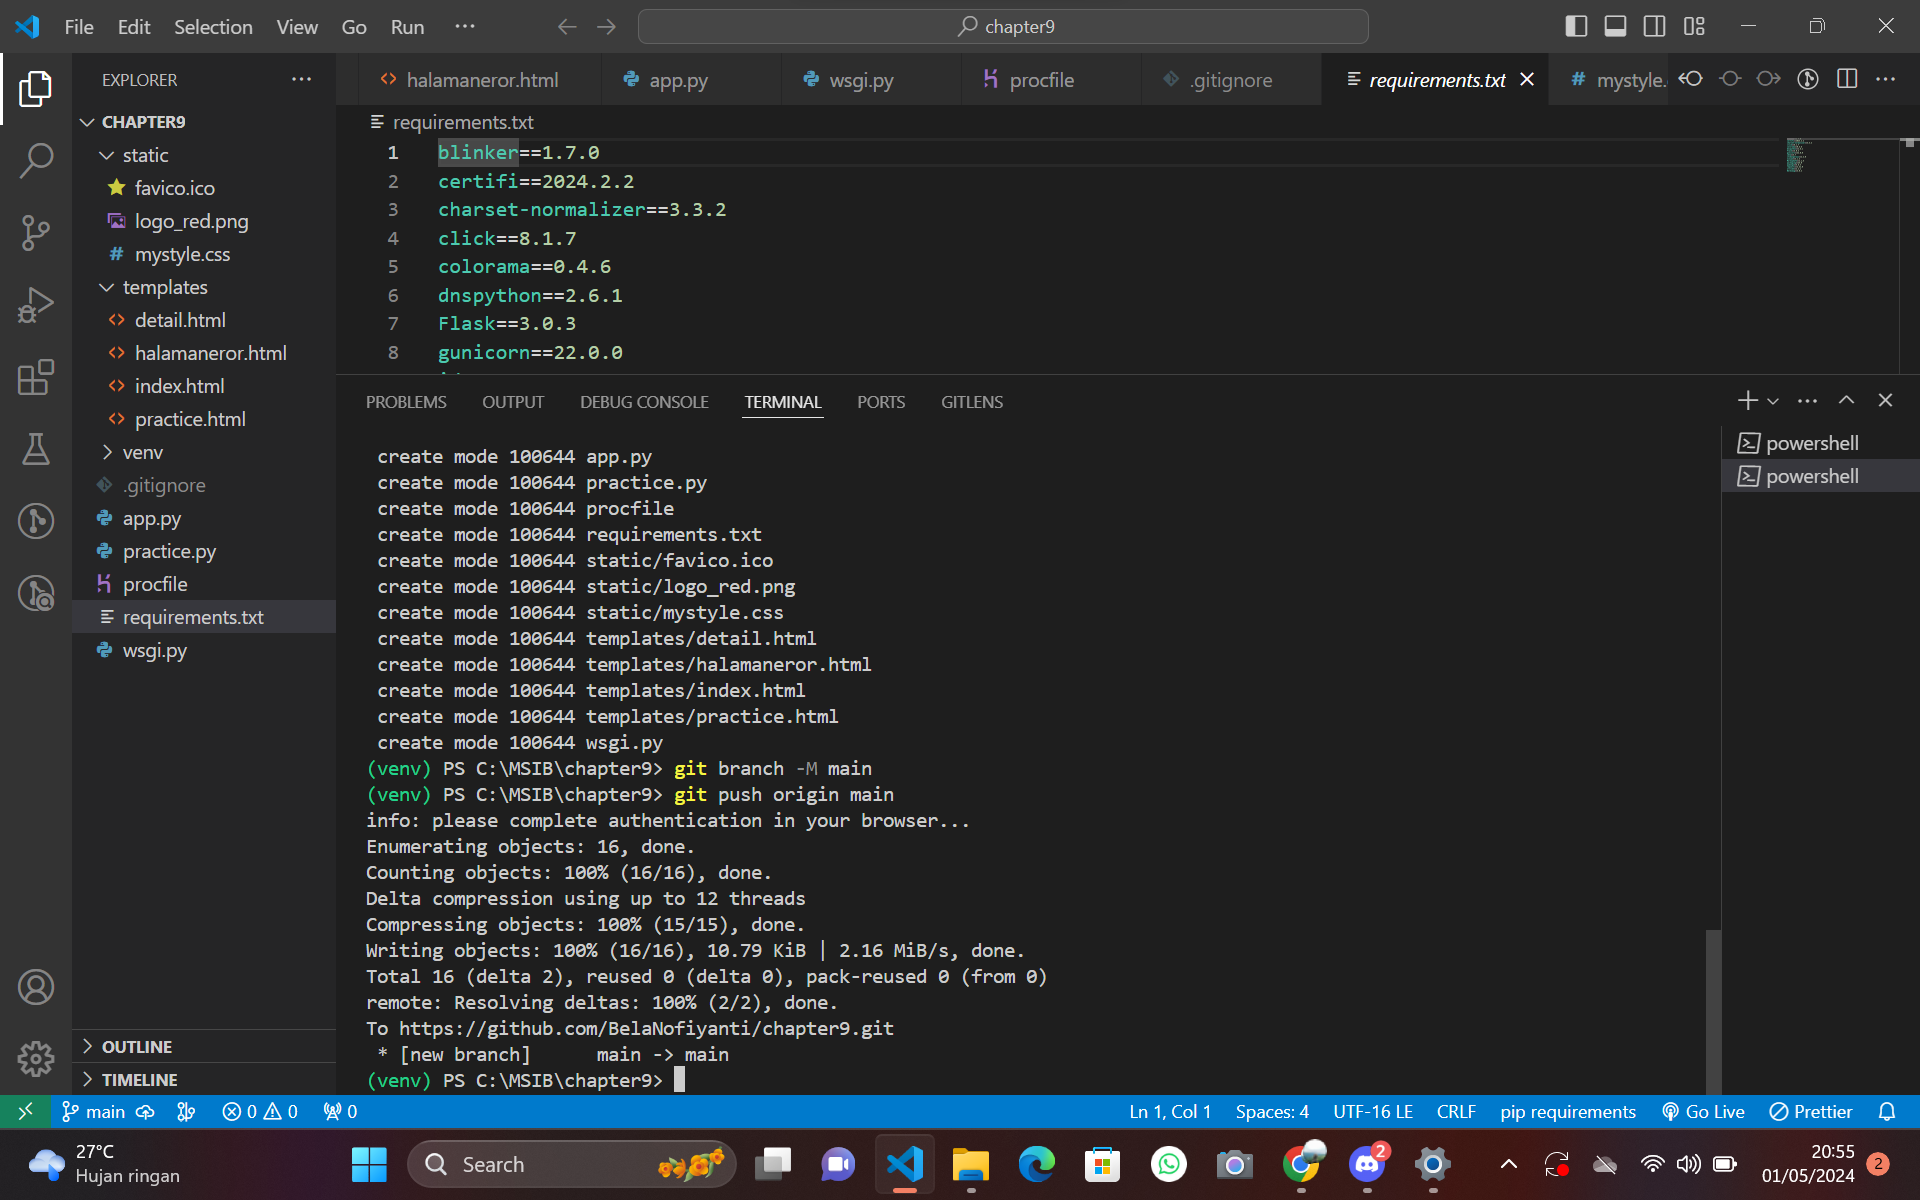 File Edit Selection View Go Run ···
chapter9
EXPLORER ···
CHAPTER9
static
favico.ico
logo_red.png
# mystyle.css
templates
<> detail.html
<> halamaneror.html
<> index.html
<> practice.html
venv
.gitignore
app.py
practice.py
procfile
requirements.txt
wsgi.py
OUTLINE
TIMELINE
<> halamaneror.html
app.py
wsgi.py
procfile
.gitignore
requirements.txt
# mystyle.
requirements.txt
1 blinker==1.7.0
2 certifi==2024.2.2
3 charset-normalizer==3.3.2
4 click==8.1.7
5 colorama==0.4.6
6 dnspython==2.6.1
7 Flask==3.0.3
8 gunicorn==22.0.0
PROBLEMS OUTPUT DEBUG CONSOLE TERMINAL PORTS GITLENS
create mode 100644 app.py
create mode 100644 practice.py
create mode 100644 procfile
create mode 100644 requirements.txt
create mode 100644 static/favico.ico
create mode 100644 static/logo_red.png
create mode 100644 static/mystyle.css
create mode 100644 templates/detail.html
create mode 100644 templates/halamaneror.html
create mode 100644 templates/index.html
create mode 100644 templates/practice.html
create mode 100644 wsgi.py
(venv) PS C:\MSIB\chapter9> git branch -M main
(venv) PS C:\MSIB\chapter9> git push origin main
info: please complete authentication in your browser...
Enumerating objects: 16, done.
Counting objects: 100% (16/16), done.
Delta compression using up to 12 threads
Compressing objects: 100% (15/15), done.
Writing objects: 100% (16/16), 10.79 KiB | 2.16 MiB/s, done.
Total 16 (delta 2), reused 0 (delta 0), pack-reused 0 (from 0)
remote: Resolving deltas: 100% (2/2), done.
To https://github.com/BelaNofiyanti/chapter9.git
* [new branch]      main -> main
(venv) PS C:\MSIB\chapter9>
powershell
powershell
main 0 0 0 Ln 1, Col 1 Spaces: 4 UTF-16 LE CRLF pip requirements Go Live Prettier
27°C
Hujan ringan
Search
2
20:55
01/05/2024
2